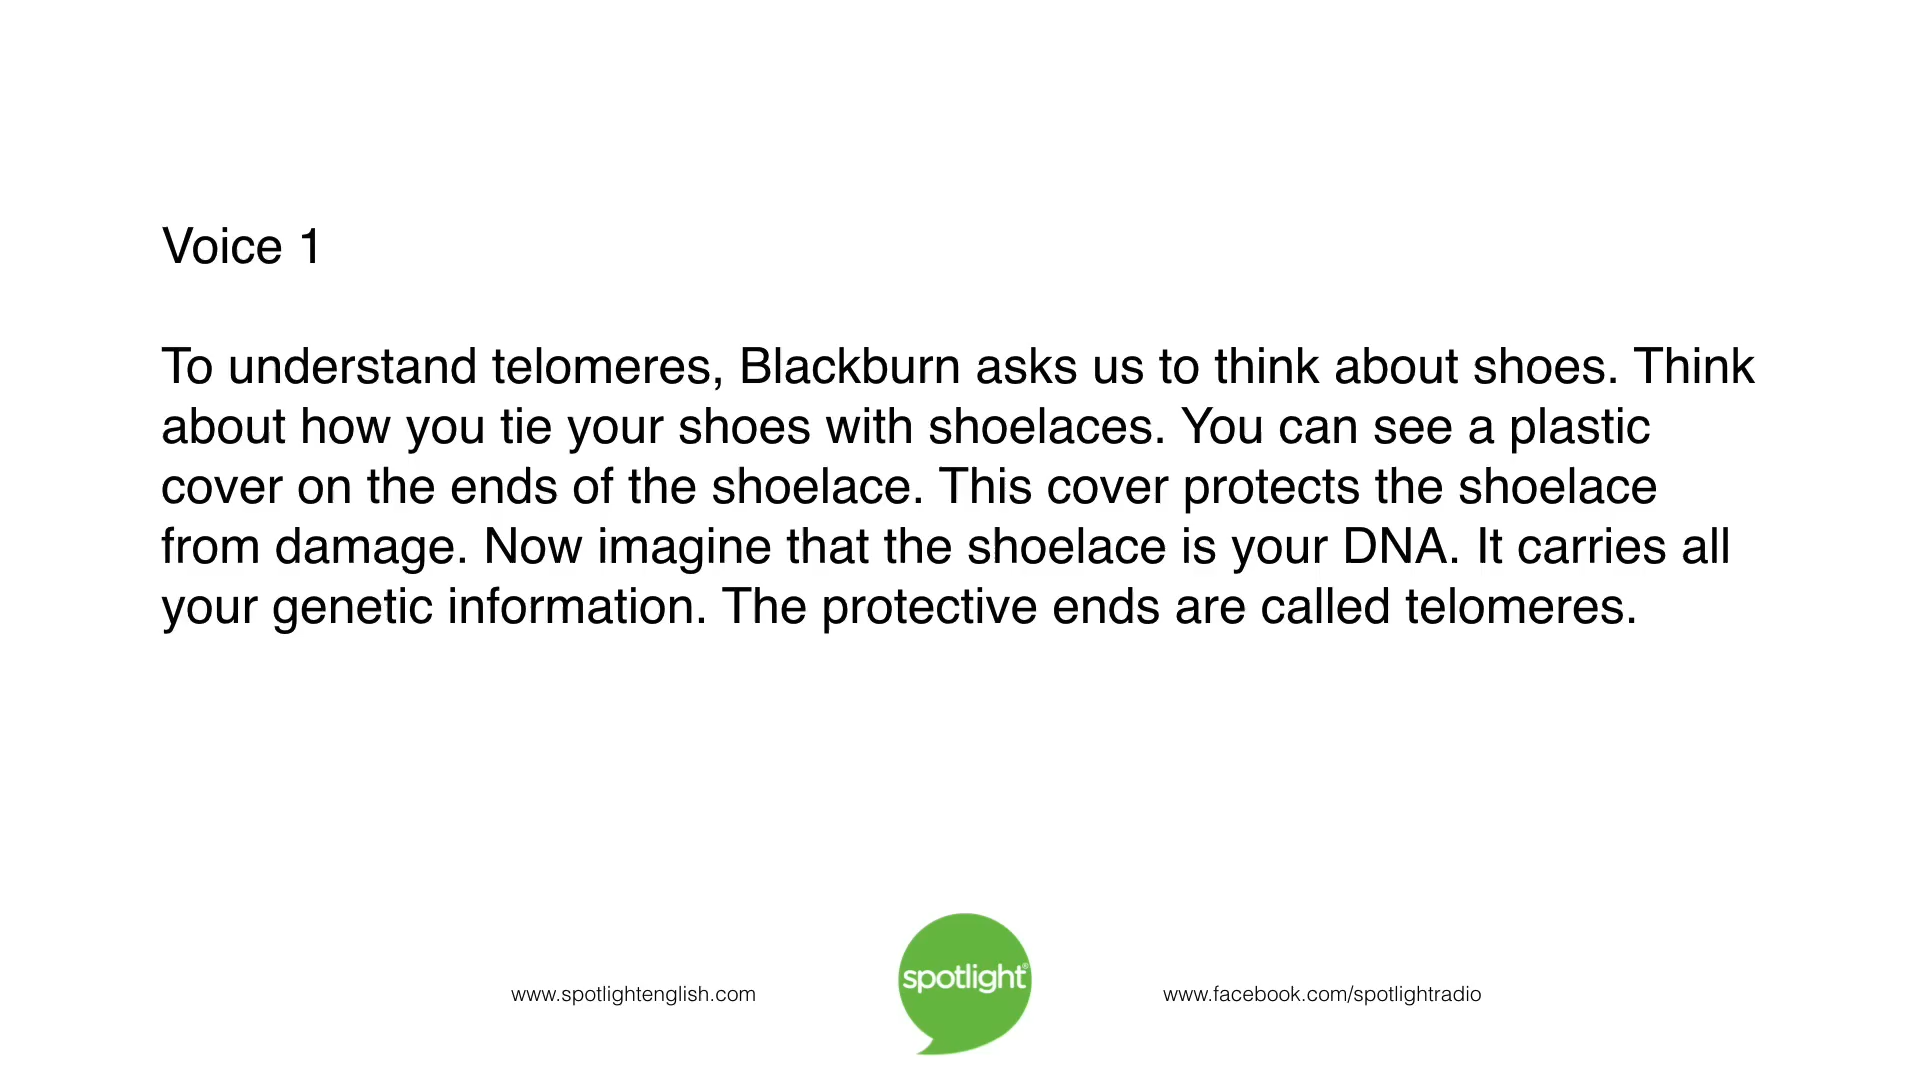 Voice 1
To understand telomeres, Blackburn asks us to think about shoes. Think
about how you tie your shoes with shoelaces. You can see a plastic
cover on the ends of the shoelace. This cover protects the shoelace
from damage. Now imagine that the shoelace is your DNA. It carries all
your genetic information. The protective ends are called telomeres.
www.spotlightenglish.com
spotlight®
www.facebook.com/spotlightradio